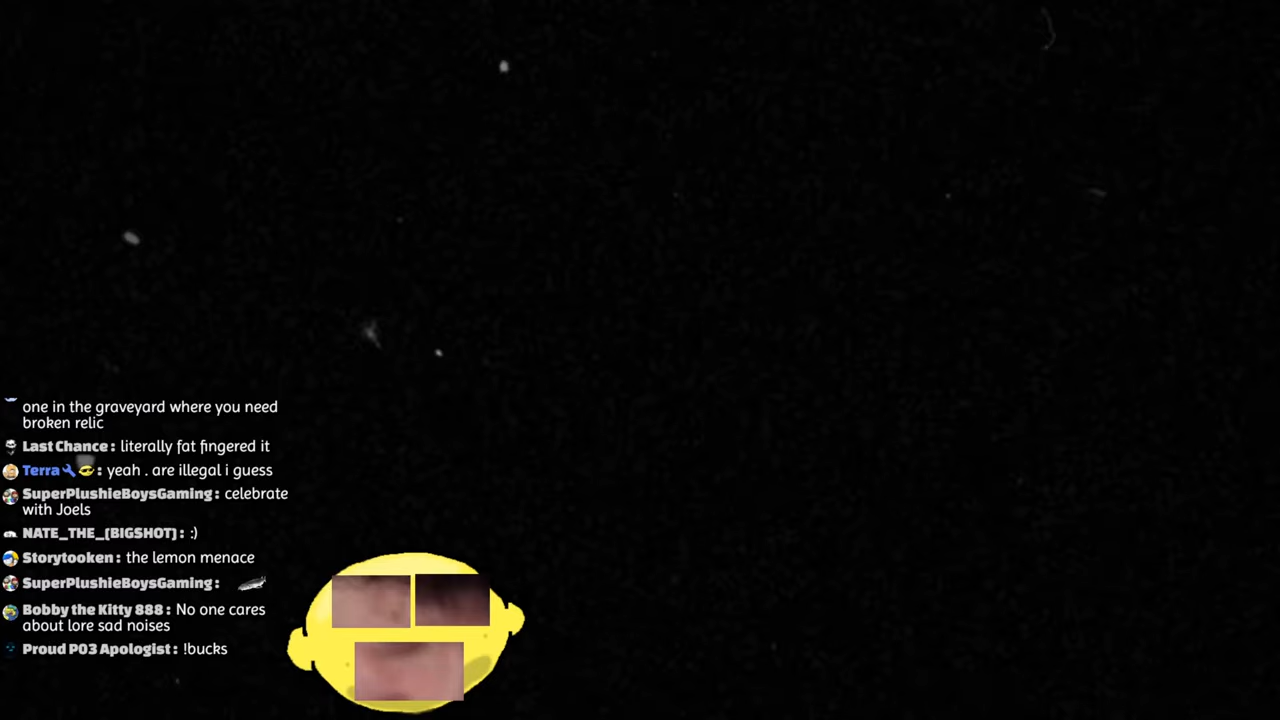 one in the graveyard where you need
broken relic
Last Chance : literally fat fingered it
Terra : yeah . are illegal i guess
SuperPlushieBoysGaming : celebrate
with Joels
NATE_THE_[BIGSHOT] : :)
Storytooken : the lemon menace
SuperPlushieBoysGaming :
Bobby the Kitty 888 : No one cares
about lore sad noises
Proud P03 Apologist : !bucks